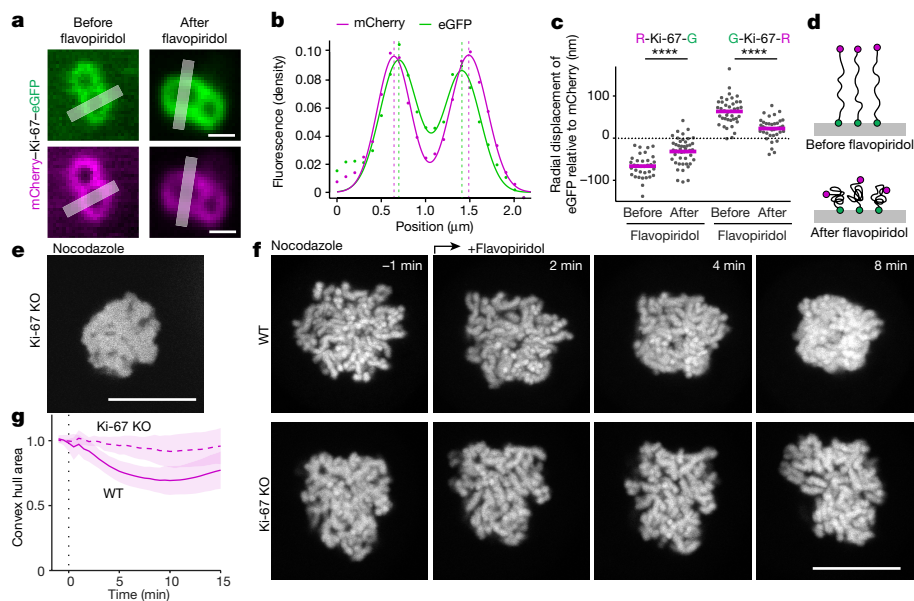 a
Before
flavopiridol
After
flavopiridol
mCherry–Ki-67–eGFP
b
mCherry
eGFP
Fluorescence (density)
0.10
0.08
0.06
0.04
0.02
0
0
0.5
1.0
1.5
2.0
Position (μm)
c
R-Ki-67-G
G-Ki-67-R
****
****
Radial displacement of
eGFP relative to mCherry (nm)
100
0
−100
Before
After
Before
After
Flavopiridol
Flavopiridol
d
Before flavopiridol
After flavopiridol
e
Nocodazole
Ki-67 KO
f
Nocodazole
+Flavopiridol
−1 min
2 min
4 min
8 min
WT
Ki-67 KO
g
Ki-67 KO
WT
Convex hull area
1.0
0.5
0
0
5
10
15
Time (min)